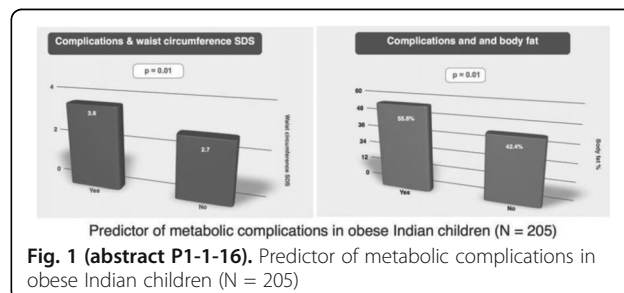 Complications & waist circumference SDS
p = 0.01
4
2
0
3.6
2.7
Yes
No
Waist circumference SDS
Complications and and body fat
p = 0.01
60
48
36
24
12
0
55.8%
42.4%
Yes
No
Body fat %
Predictor of metabolic complications in obese Indian children (N = 205)
Fig. 1 (abstract P1-1-16). Predictor of metabolic complications in
obese Indian children (N = 205)